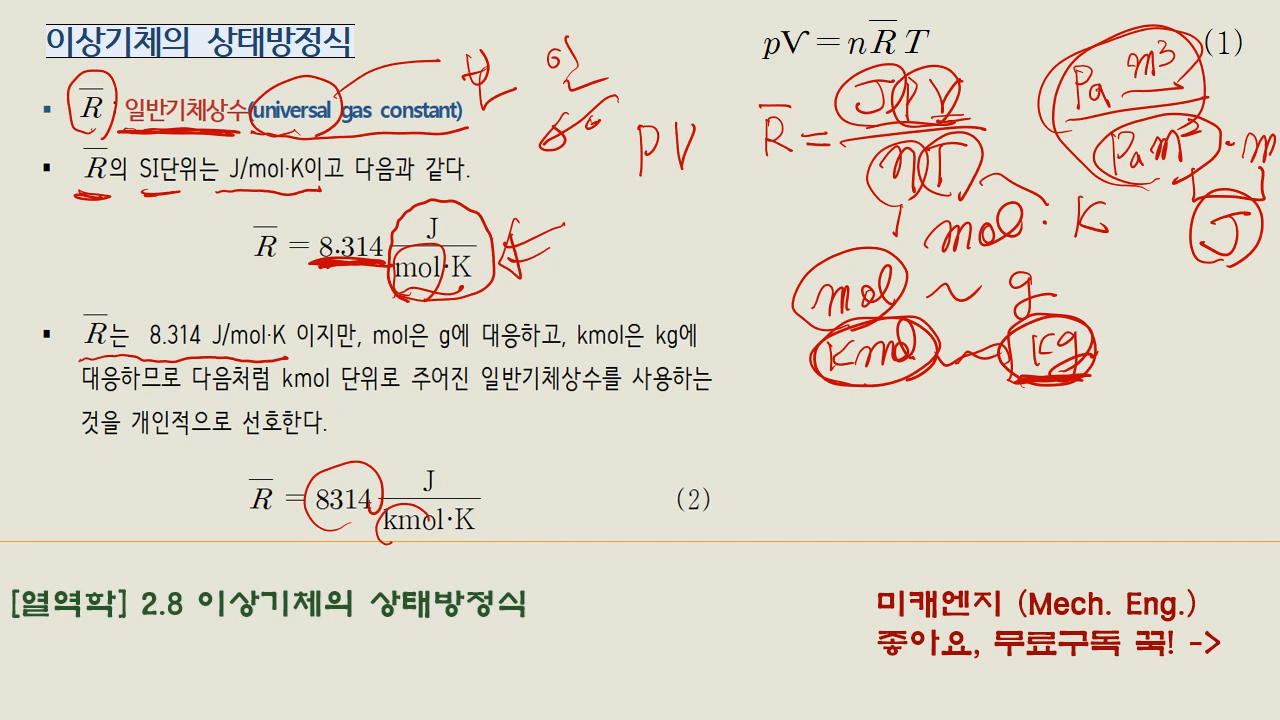 이상기체의 상태방정식
pV = n R̅ T (1)
R̅ : 일반기체상수(universal gas constant)
R̅의 SI단위는 J/mol·K이고 다음과 같다.
R̅ = 8.314 J/mol·K
R̅는 8.314 J/mol·K 이지만, mol은 g에 대응하고, kmol은 kg에
대응하므로 다음처럼 kmol 단위로 주어진 일반기체상수를 사용하는
것을 개인적으로 선호한다.
R̅ = 8314 J/kmol·K (2)
PV
R̅ = J PV / nT
Pa m³
Pa m² · m
J
mol · K
mol ~ g
Kmol ~ Kg
[열역학] 2.8 이상기체의 상태방정식
미캐엔지 (Mech. Eng.)
좋아요, 무료구독 꾹! ->